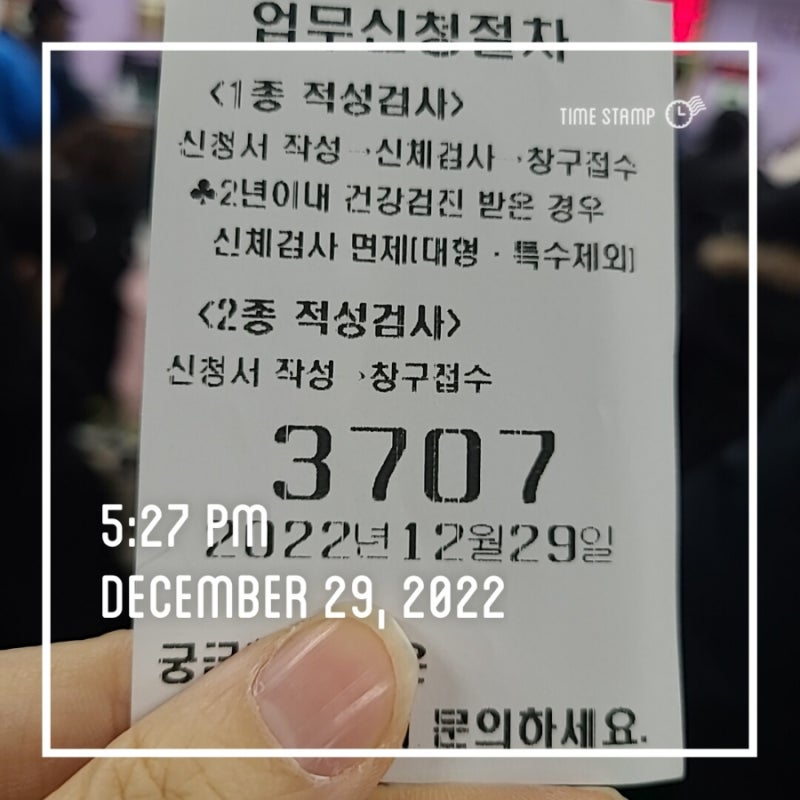 업무신청절차
<1종 적성검사>
TIME STAMP
신청서 작성→신체검사→창구접수
♣2년이내 건강검진 받은 경우
신체검사 면제(대형·특수제외)
<2종 적성검사>
신청서 작성→창구접수
3707
5:27 PM
2022년12월29일
DECEMBER 29, 2022
문의하세요.